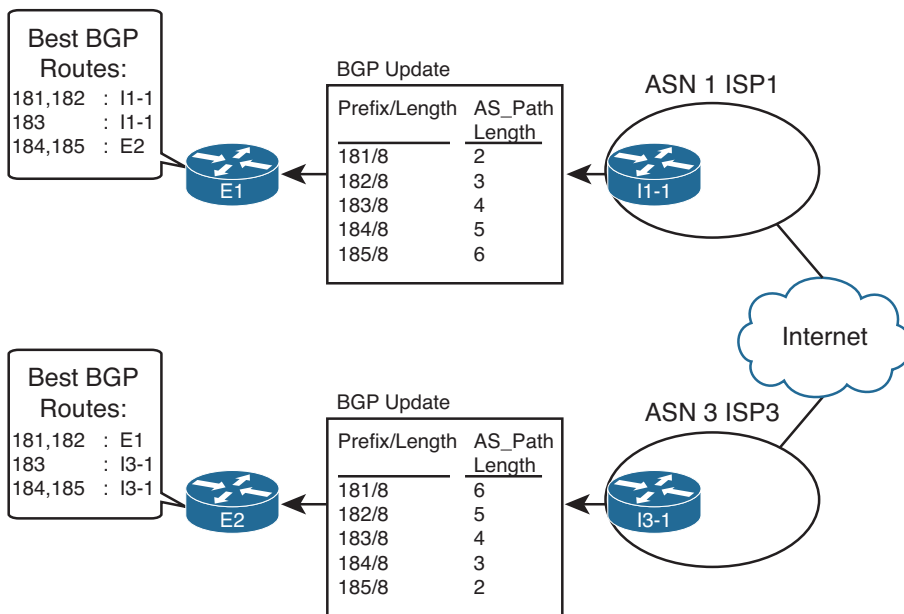 Best BGP
Routes:
181,182 : I1-1
183 : I1-1
184,185 : E2
E1
BGP Update
Prefix/Length AS_Path
Length
181/8 2
182/8 3
183/8 4
184/8 5
185/8 6
ASN 1 ISP1
I1-1
Internet
Best BGP
Routes:
181,182 : E1
183 : I3-1
184,185 : I3-1
E2
BGP Update
Prefix/Length AS_Path
Length
181/8 6
182/8 5
183/8 4
184/8 3
185/8 2
ASN 3 ISP3
I3-1